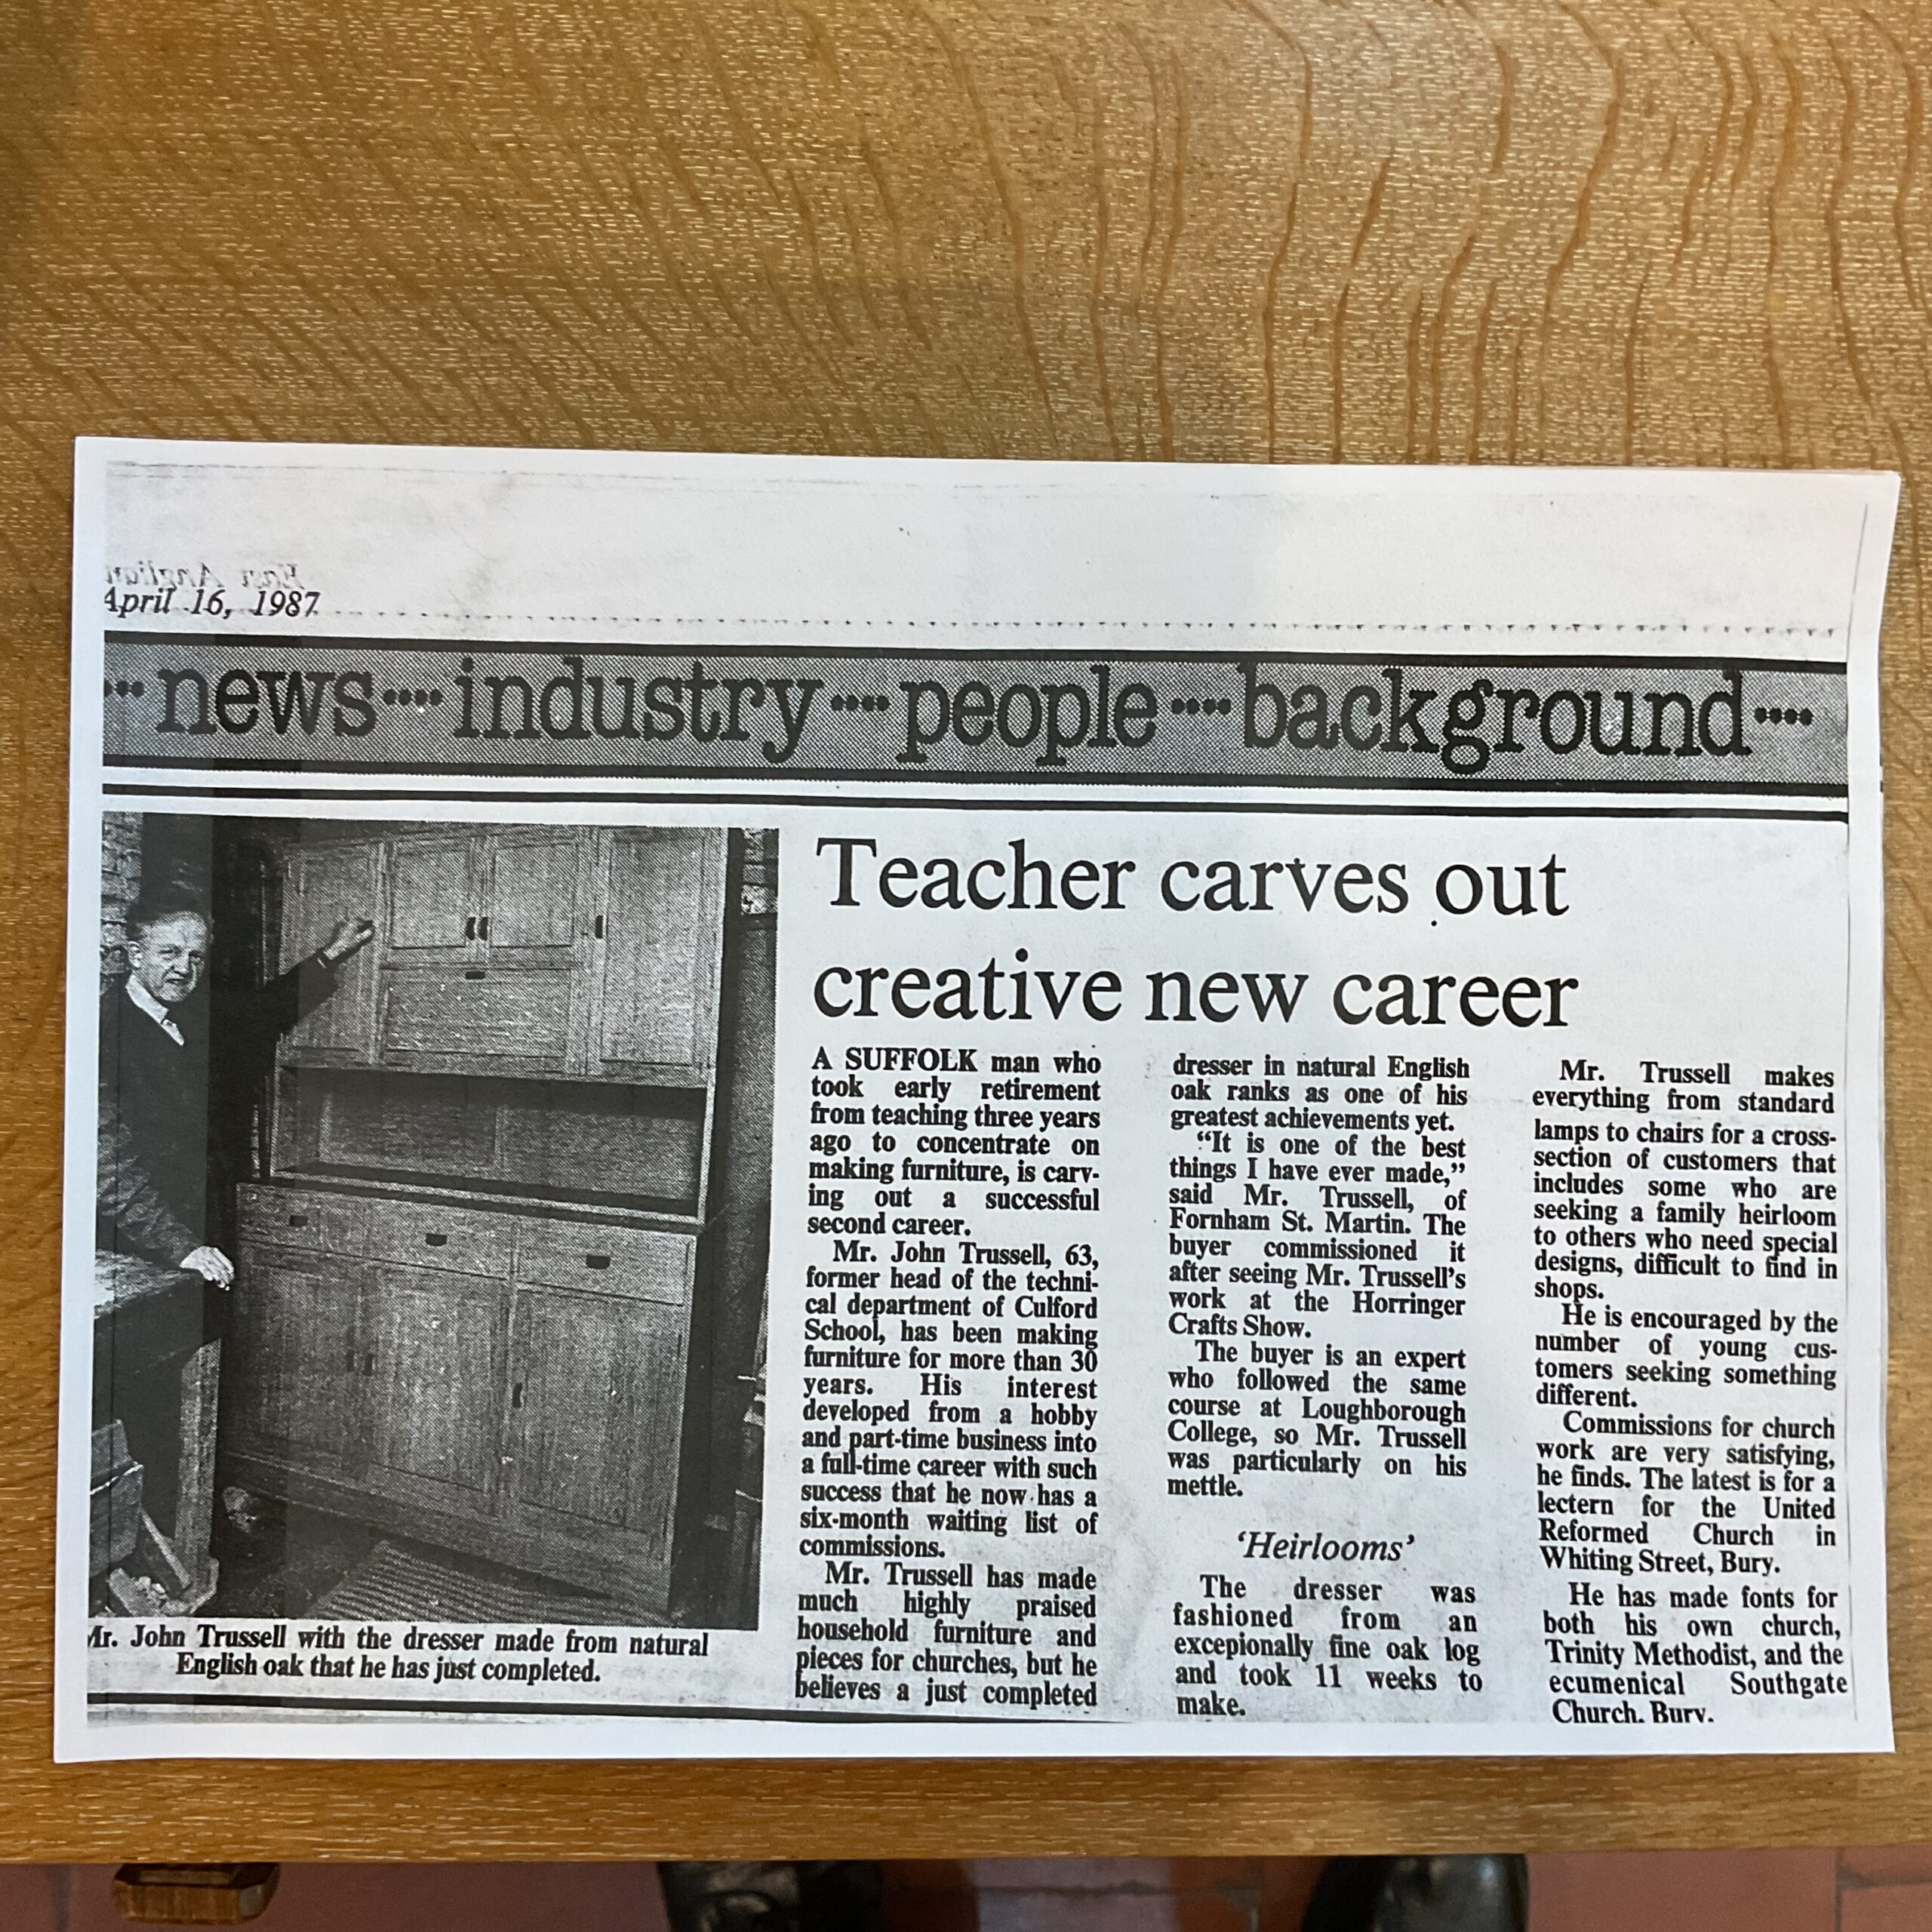 East Anglian
April 16, 1987
news industry people background
Teacher carves out
creative new career
A SUFFOLK man who
took early retirement
from teaching three years
ago to concentrate on
making furniture, is carv-
ing out a successful
second career.
Mr. John Trussell, 63,
former head of the techni-
cal department of Culford
School, has been making
furniture for more than 30
years. His interest
developed from a hobby
and part-time business into
a full-time career with such
success that he now has a
six-month waiting list of
commissions.
Mr. Trussell has made
much highly praised
household furniture and
pieces for churches, but he
believes a just completed
dresser in natural English
oak ranks as one of his
greatest achievements yet.
“It is one of the best
things I have ever made,”
said Mr. Trussell, of
Fornham St. Martin. The
buyer commissioned it
after seeing Mr. Trussell’s
work at the Horringer
Crafts Show.
The buyer is an expert
who followed the same
course at Loughborough
College, so Mr. Trussell
was particularly on his
mettle.
‘Heirlooms’
The dresser was
fashioned from an
excepionally fine oak log
and took 11 weeks to
make.
Mr. Trussell makes
everything from standard
lamps to chairs for a cross-
section of customers that
includes some who are
seeking a family heirloom
to others who need special
designs, difficult to find in
shops.
He is encouraged by the
number of young cus-
tomers seeking something
different.
Commissions for church
work are very satisfying,
he finds. The latest is for a
lectern for the United
Reformed Church in
Whiting Street, Bury.
He has made fonts for
both his own church,
Trinity Methodist, and the
ecumenical Southgate
Church, Bury.
Mr. John Trussell with the dresser made from natural
English oak that he has just completed.